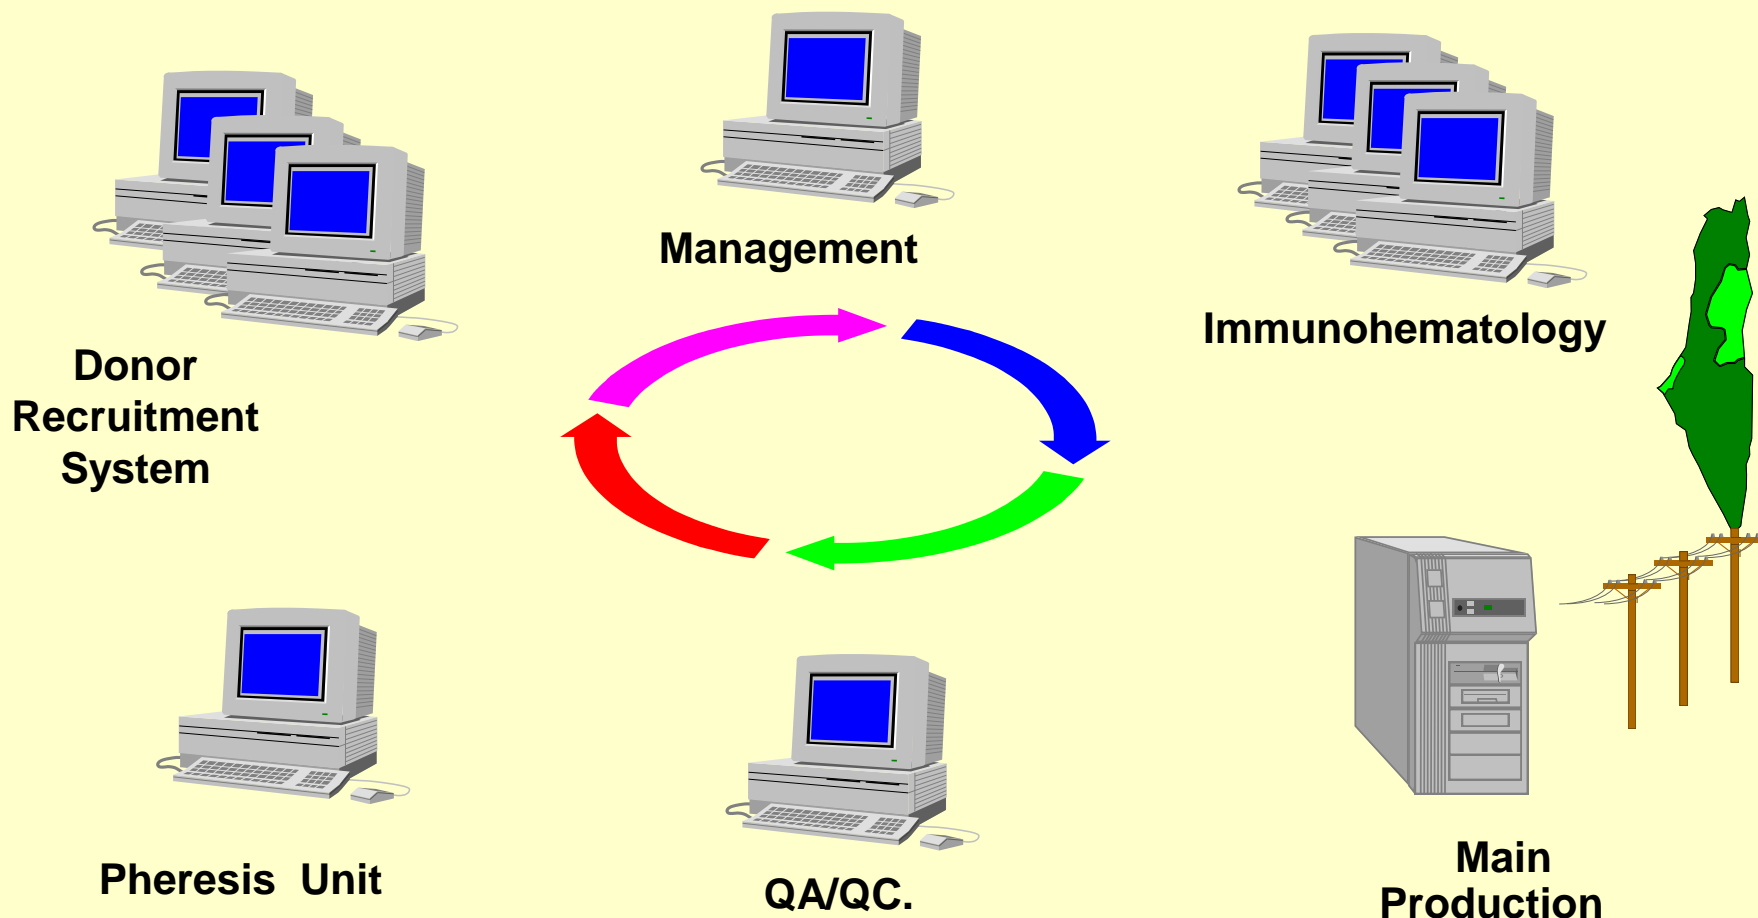 Management
Immunohematology
Donor
Recruitment
System
Pheresis Unit
QA/QC.
Main
Production